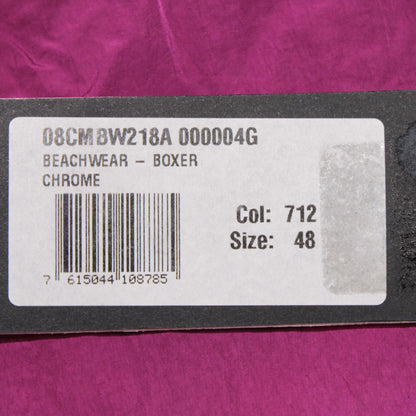 08CMBW218A 000004G
BEACHWEAR – BOXER
CHROME
Col: 712
Size: 48
7 615044 108785